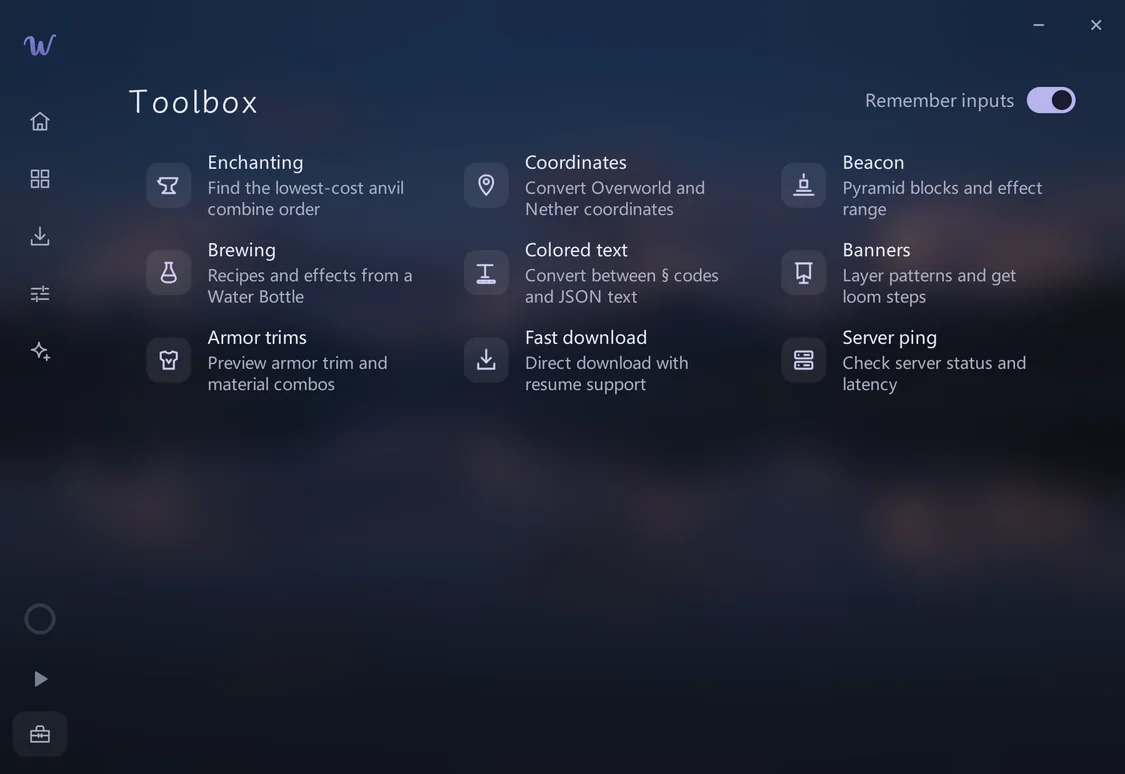 W
Toolbox
Remember inputs
Enchanting
Find the lowest-cost anvil
combine order
Coordinates
Convert Overworld and
Nether coordinates
Beacon
Pyramid blocks and effect
range
Brewing
Recipes and effects from a
Water Bottle
Colored text
Convert between § codes
and JSON text
Banners
Layer patterns and get
loom steps
Armor trims
Preview armor trim and
material combos
Fast download
Direct download with
resume support
Server ping
Check server status and
latency